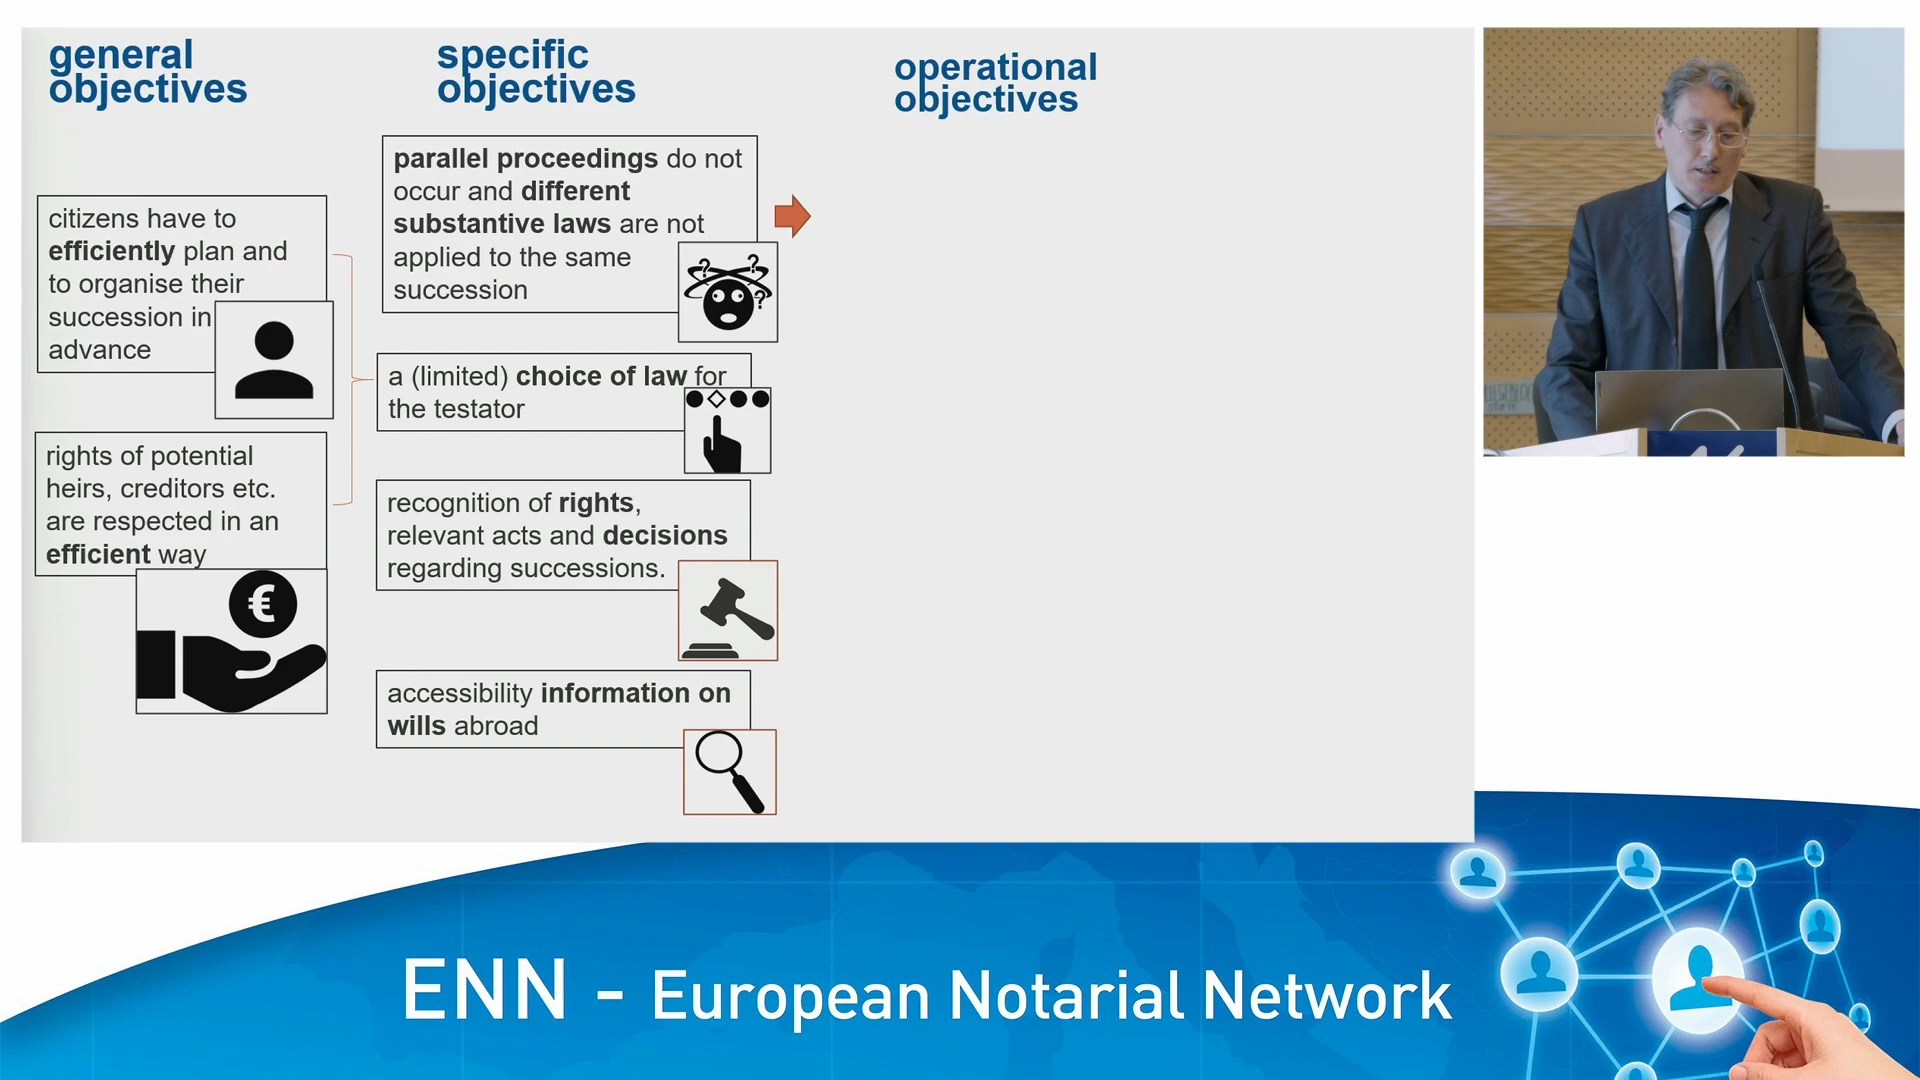 general
objectives
citizens have to
efficiently plan and
to organise their
succession in
advance
rights of potential
heirs, creditors etc.
are respected in an
efficient way
€
specific
objectives
parallel proceedings do not
occur and different
substantive laws are not
applied to the same
succession
? ? ?
a (limited) choice of law for
the testator
recognition of rights,
relevant acts and decisions
regarding successions.
accessibility information on
wills abroad
operational
objectives
ENN - European Notarial Network